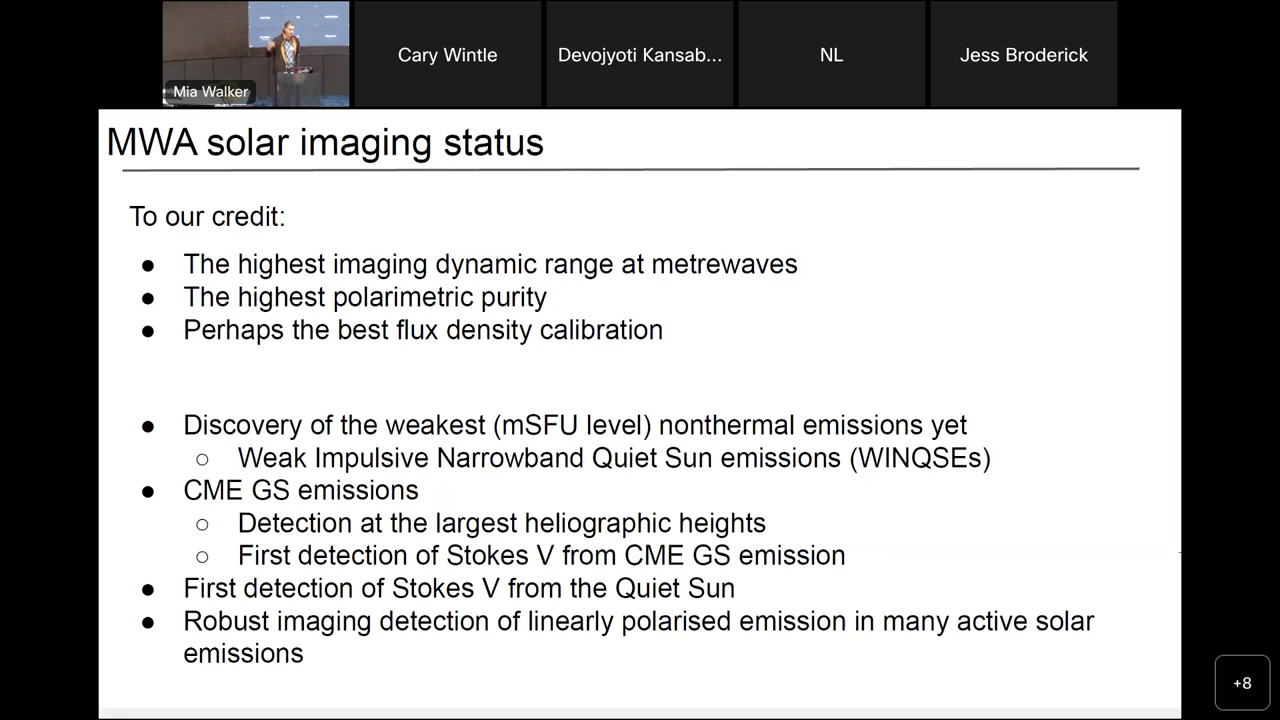 Mia Walker
Cary Wintle
Devojyoti Kansab...
NL
Jess Broderick
MWA solar imaging status
To our credit:
● The highest imaging dynamic range at metrewaves
● The highest polarimetric purity
● Perhaps the best flux density calibration
● Discovery of the weakest (mSFU level) nonthermal emissions yet
○ Weak Impulsive Narrowband Quiet Sun emissions (WINQSEs)
● CME GS emissions
○ Detection at the largest heliographic heights
○ First detection of Stokes V from CME GS emission
● First detection of Stokes V from the Quiet Sun
● Robust imaging detection of linearly polarised emission in many active solar
emissions
+8